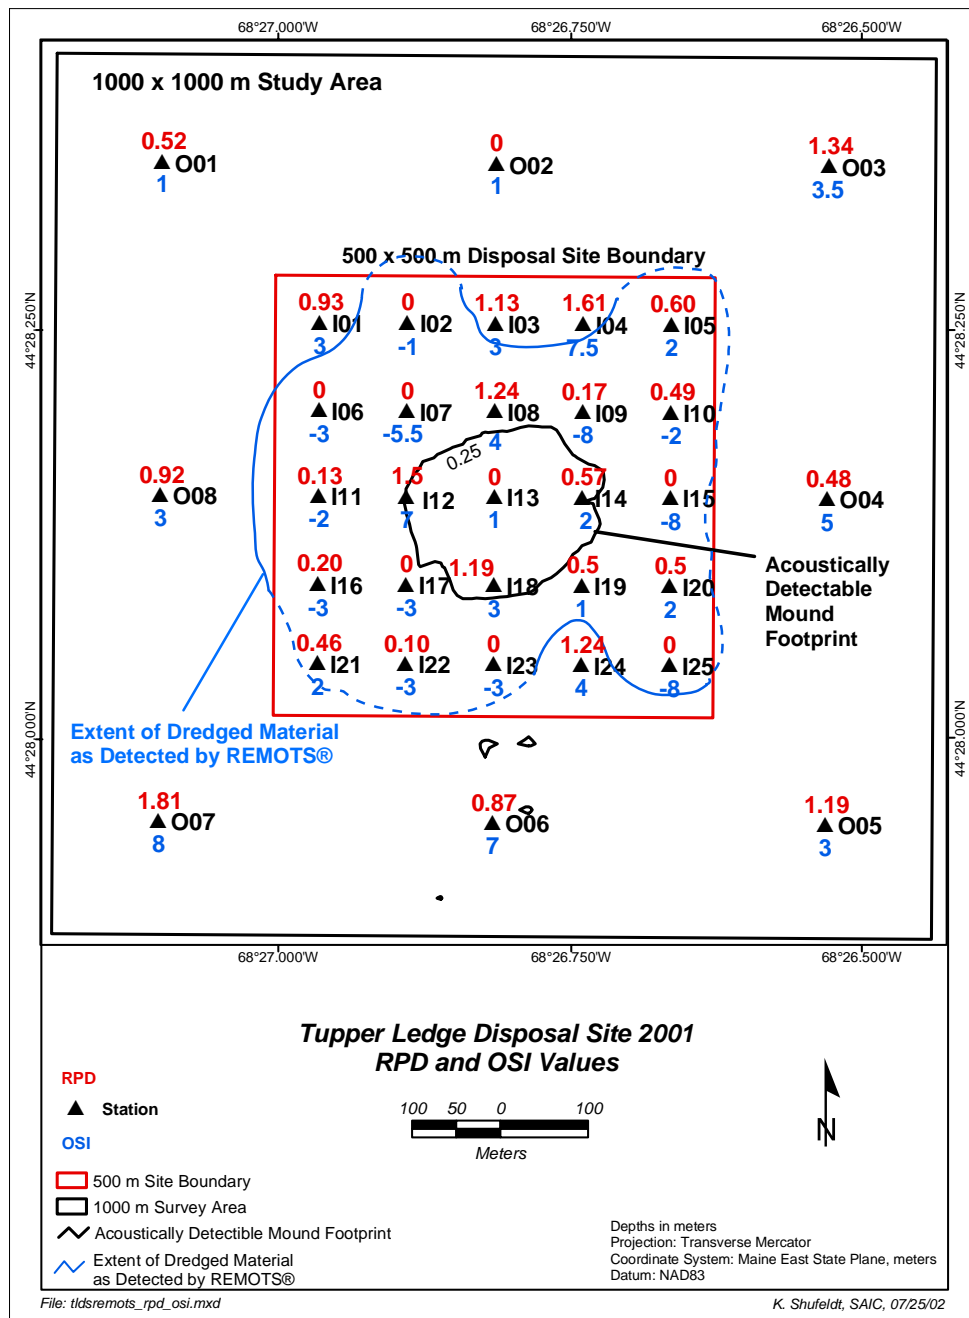 68°27.000'W 68°26.750'W 68°26.500'W
1000 x 1000 m Study Area
0.52 0 1.34
O01 O02 O03
1 1 3.5
500 x 500 m Disposal Site Boundary
44°28.250'N 44°28.250'N
0.93 0 1.13 1.61 0.60
I01 I02 I03 I04 I05
3 -1 3 7.5 2
0 0 1.24 0.17 0.49
I06 I07 I08 I09 I10
-3 -5.5 4 -8 -2
0.25
0.92 0.13 1.5 0 0.57 0 0.48
O08 I11 I12 I13 I14 I15 O04
3 -2 7 1 2 -8 5
Acoustically
Detectable
Mound
Footprint
0.20 0 1.19 0.5 0.5
I16 I17 I18 I19 I20
-3 -3 3 1 2
0.46 0.10 0 1.24 0
I21 I22 I23 I24 I25
2 -3 -3 4 -8
Extent of Dredged Material
as Detected by REMOTS®
44°28.000'N 44°28.000'N
1.81 0.87 1.19
O07 O06 O05
8 7 3
68°27.000'W 68°26.750'W 68°26.500'W
Tupper Ledge Disposal Site 2001
RPD and OSI Values
RPD
Station
OSI
100 50 0 100
Meters
N
500 m Site Boundary
1000 m Survey Area
Acoustically Detectible Mound Footprint
Extent of Dredged Material
as Detected by REMOTS®
Depths in meters
Projection: Transverse Mercator
Coordinate System: Maine East State Plane, meters
Datum: NAD83
File: tldsremots_rpd_osi.mxd
K. Shufeldt, SAIC, 07/25/02